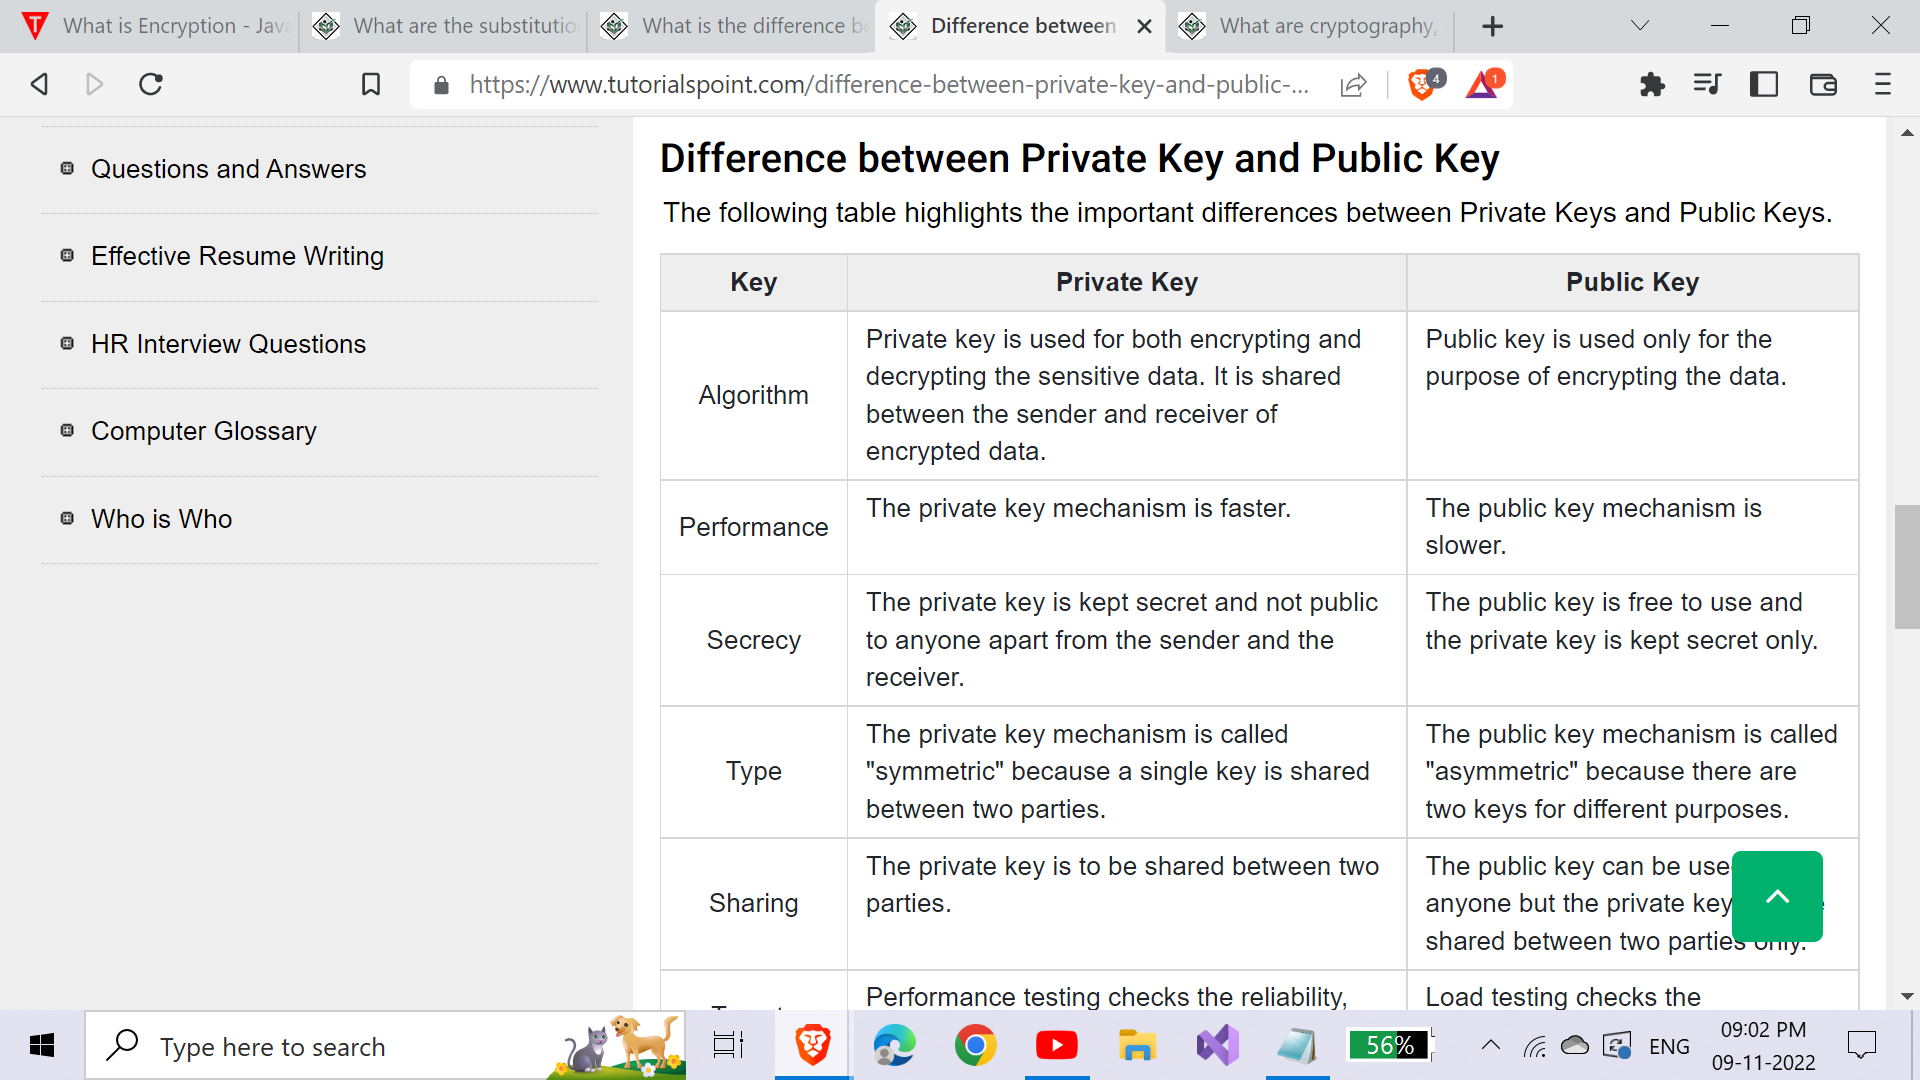 What is Encryption - Java
What are the substitutio
What is the difference be
Difference between
What are cryptography,
https://www.tutorialspoint.com/difference-between-private-key-and-public-...
4
1
Questions and Answers
Effective Resume Writing
HR Interview Questions
Computer Glossary
Who is Who
Difference between Private Key and Public Key
The following table highlights the important differences between Private Keys and Public Keys.
Key
Private Key
Public Key
Algorithm
Private key is used for both encrypting and
decrypting the sensitive data. It is shared
between the sender and receiver of
encrypted data.
Public key is used only for the
purpose of encrypting the data.
Performance
The private key mechanism is faster.
The public key mechanism is
slower.
Secrecy
The private key is kept secret and not public
to anyone apart from the sender and the
receiver.
The public key is free to use and
the private key is kept secret only.
Type
The private key mechanism is called
"symmetric" because a single key is shared
between two parties.
The public key mechanism is called
"asymmetric" because there are
two keys for different purposes.
Sharing
The private key is to be shared between two
parties.
The public key can be use
anyone but the private key
shared between two parties only.
Performance testing checks the reliability,
Load testing checks the
Type here to search
56%
ENG
09:02 PM
09-11-2022